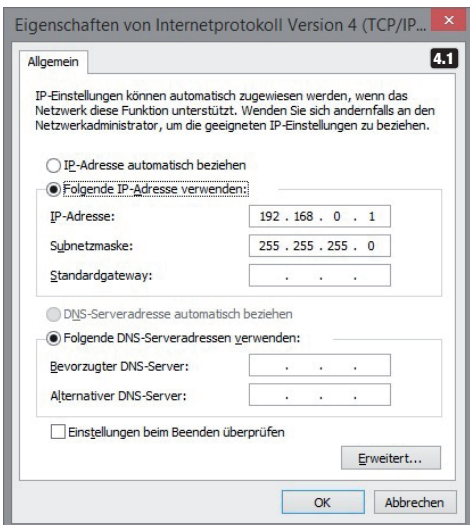 Eigenschaften von Internetprotokoll Version 4 (TCP/IP...
Allgemein
4.1
IP-Einstellungen können automatisch zugewiesen werden, wenn das
Netzwerk diese Funktion unterstützt. Wenden Sie sich andernfalls an den
Netzwerkadministrator, um die geeigneten IP-Einstellungen zu beziehen.
IP-Adresse automatisch beziehen
Folgende IP-Adresse verwenden:
IP-Adresse: 192 . 168 . 0 . 1
Subnetzmaske: 255 . 255 . 255 . 0
Standardgateway: . . .
DNS-Serveradresse automatisch beziehen
Folgende DNS-Serveradressen verwenden:
Bevorzugter DNS-Server: . . .
Alternativer DNS-Server: . . .
Einstellungen beim Beenden überprüfen
Erweitert...
OK Abbrechen